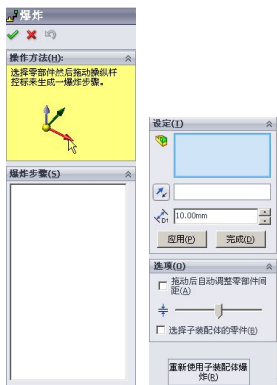 爆炸
操作方法(H):
选择零部件然后拖动操纵杆
控标来生成一爆炸步骤。
爆炸步骤(S)
设定(T)
D1
10.00mm
应用(P)
完成(D)
选项(O)
拖动后自动调整零部件间
距(A)
选择子装配体的零件(B)
重新使用子装配体爆
炸(R)